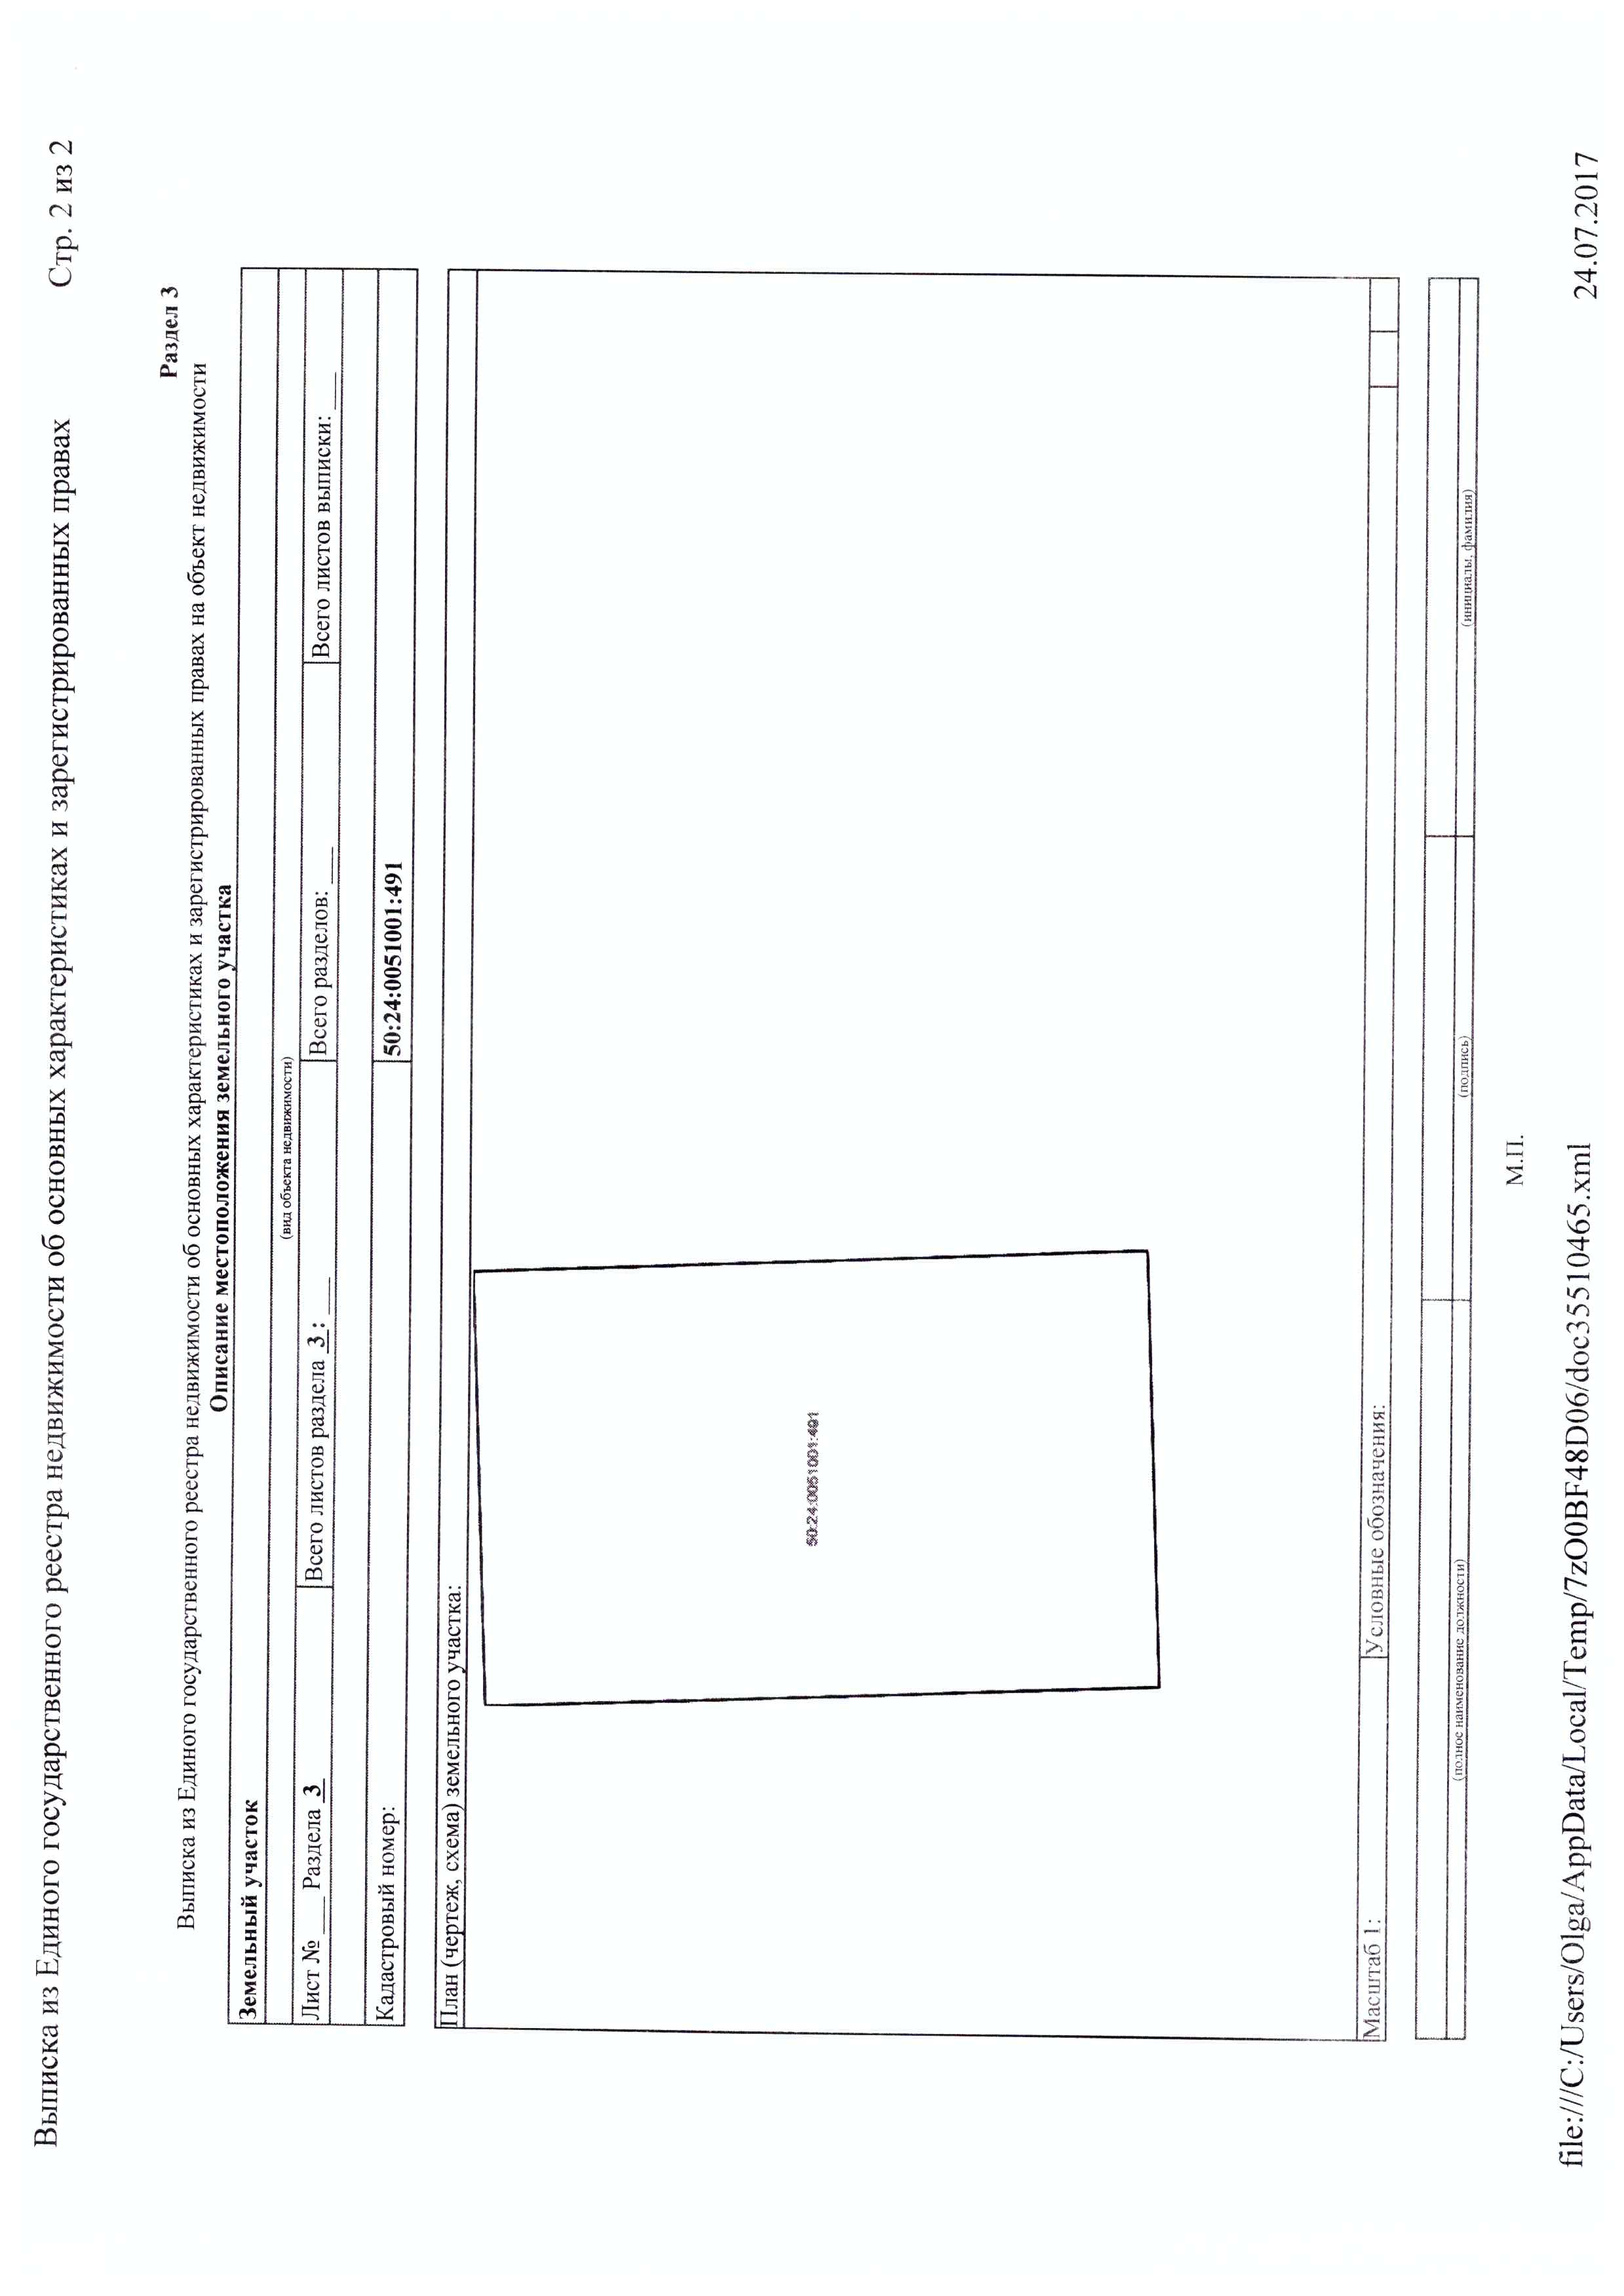 Выписка из Единого государственного реестра недвижимости об основных характеристиках и зарегистрированных правах Стр. 2 из 2
Раздел 3
Выписка из Единого государственного реестра недвижимости об основных характеристиках и зарегистрированных правах на объект недвижимости
Описание местоположения земельного участка
Земельный участок
(вид объекта недвижимости)
Лист № ___ Раздела 3 Всего листов раздела 3 : ___ Всего разделов: ___ Всего листов выписки: ___
Кадастровый номер: 50:24:0051001:491
План (чертеж, схема) земельного участка:
50:24:0051001:491
Масштаб 1: Условные обозначения:
(полное наименование должности) (подпись) (инициалы, фамилия)
М.П.
file:///C:/Users/Olga/AppData/Local/Temp/7zO0BF48D06/doc35510465.xml 24.07.2017